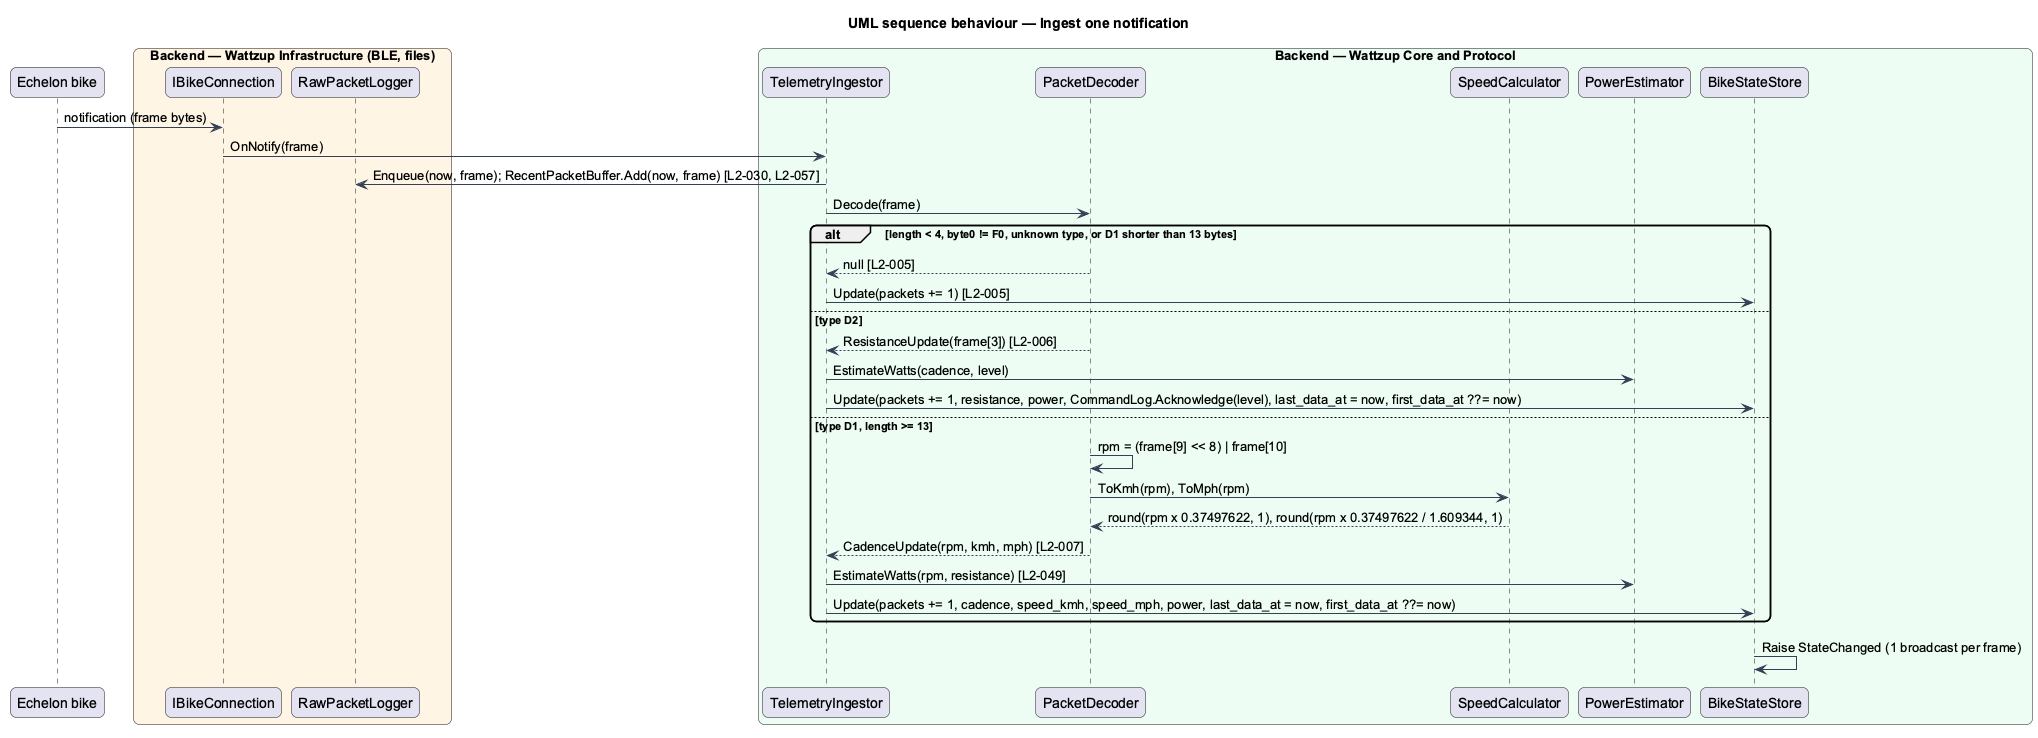 UML sequence behaviour — Ingest one notification
Backend — Wattzup Infrastructure (BLE, files)
Backend — Wattzup Core and Protocol
Echelon bike
IBikeConnection
RawPacketLogger
TelemetryIngestor
PacketDecoder
SpeedCalculator
PowerEstimator
BikeStateStore
notification (frame bytes)
OnNotify(frame)
Enqueue(now, frame); RecentPacketBuffer.Add(now, frame) [L2-030, L2-057]
Decode(frame)
alt
[length < 4, byte0 != F0, unknown type, or D1 shorter than 13 bytes]
null [L2-005]
Update(packets += 1) [L2-005]
[type D2]
ResistanceUpdate(frame[3]) [L2-006]
EstimateWatts(cadence, level)
Update(packets += 1, resistance, power, CommandLog.Acknowledge(level), last_data_at = now, first_data_at ??= now)
[type D1, length >= 13]
rpm = (frame[9] << 8) | frame[10]
ToKmh(rpm), ToMph(rpm)
round(rpm x 0.37497622, 1), round(rpm x 0.37497622 / 1.609344, 1)
CadenceUpdate(rpm, kmh, mph) [L2-007]
EstimateWatts(rpm, resistance) [L2-049]
Update(packets += 1, cadence, speed_kmh, speed_mph, power, last_data_at = now, first_data_at ??= now)
Raise StateChanged (1 broadcast per frame)
Echelon bike
IBikeConnection
RawPacketLogger
TelemetryIngestor
PacketDecoder
SpeedCalculator
PowerEstimator
BikeStateStore